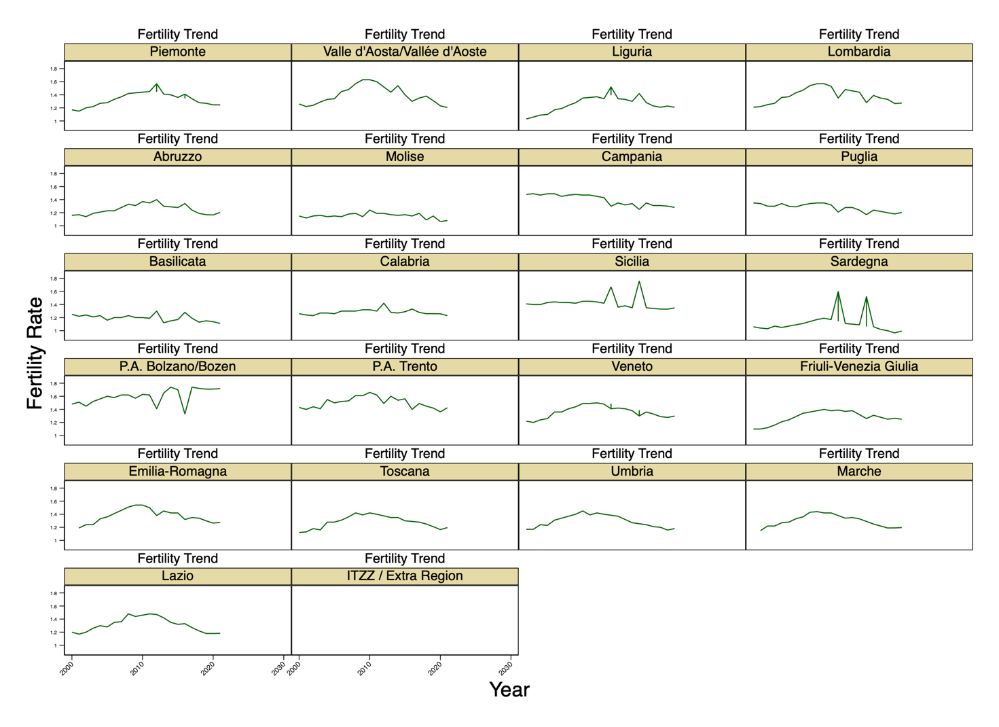 Fertility Trend Fertility Trend Fertility Trend Fertility Trend
Piemonte Valle d'Aosta/Vallée d'Aoste Liguria Lombardia
1.8
1.6
1.4
1.2
1
Fertility Trend Fertility Trend Fertility Trend Fertility Trend
Abruzzo Molise Campania Puglia
1.8
1.6
1.4
1.2
1
Fertility Trend Fertility Trend Fertility Trend Fertility Trend
Basilicata Calabria Sicilia Sardegna
1.8
1.6
1.4
1.2
1
Fertility Rate
Fertility Trend Fertility Trend Fertility Trend Fertility Trend
P.A. Bolzano/Bozen P.A. Trento Veneto Friuli-Venezia Giulia
1.8
1.6
1.4
1.2
1
Fertility Trend Fertility Trend Fertility Trend Fertility Trend
Emilia-Romagna Toscana Umbria Marche
1.8
1.6
1.4
1.2
1
Fertility Trend Fertility Trend
Lazio ITZZ / Extra Region
1.8
1.6
1.4
1.2
1
2000 2010 2020 2030 2000 2010 2020 2030
Year